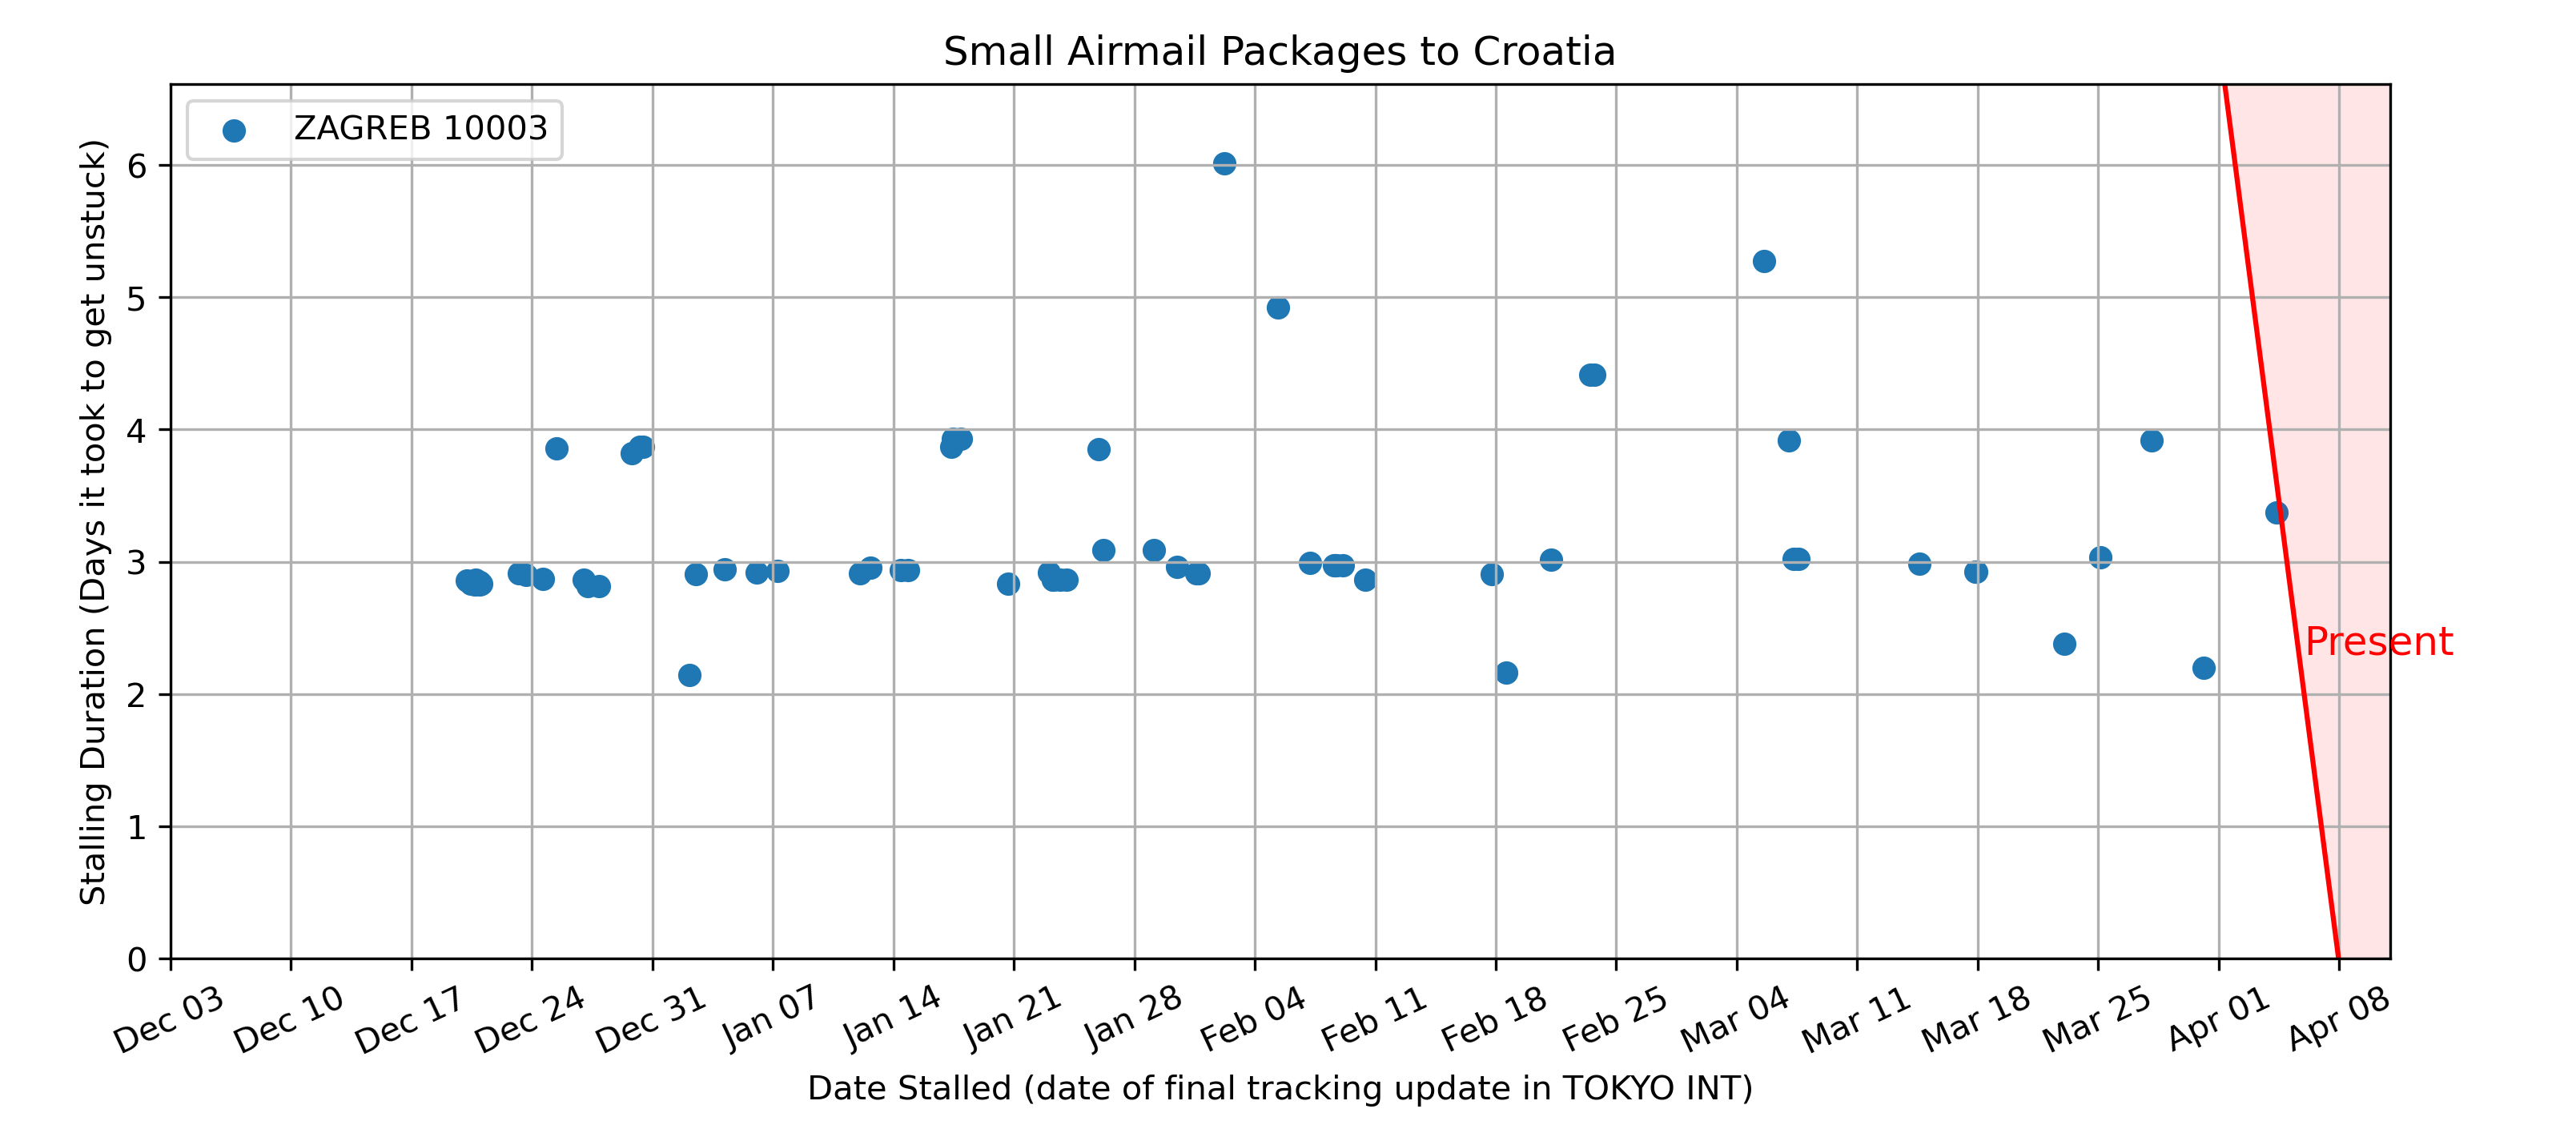 Small Airmail Packages to Croatia
ZAGREB 10003
Stalling Duration (Days it took to get unstuck)
6
5
4
3
2
1
0
Present
Dec 03
Dec 10
Dec 17
Dec 24
Dec 31
Jan 07
Jan 14
Jan 21
Jan 28
Feb 04
Feb 11
Feb 18
Feb 25
Mar 04
Mar 11
Mar 18
Mar 25
Apr 01
Apr 08
Date Stalled (date of final tracking update in TOKYO INT)